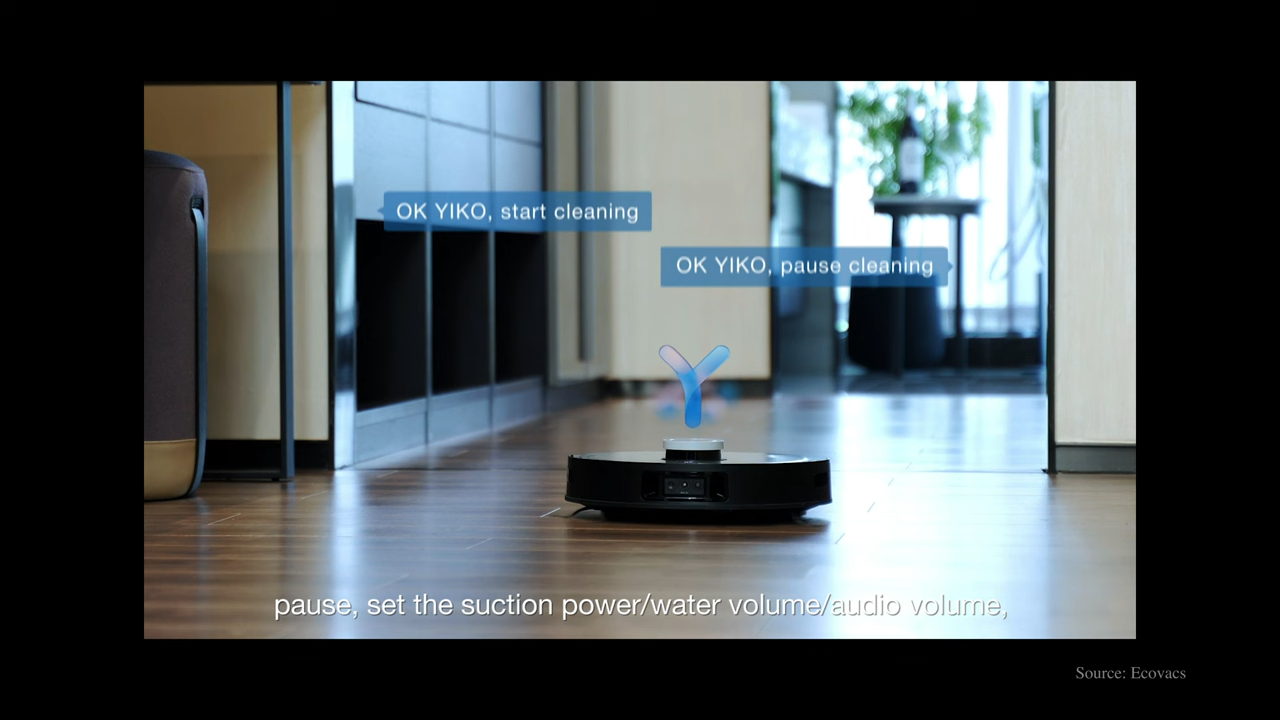 OK YIKO, start cleaning
OK YIKO, pause cleaning
pause, set the suction power/water volume/audio volume,
Source: Ecovacs